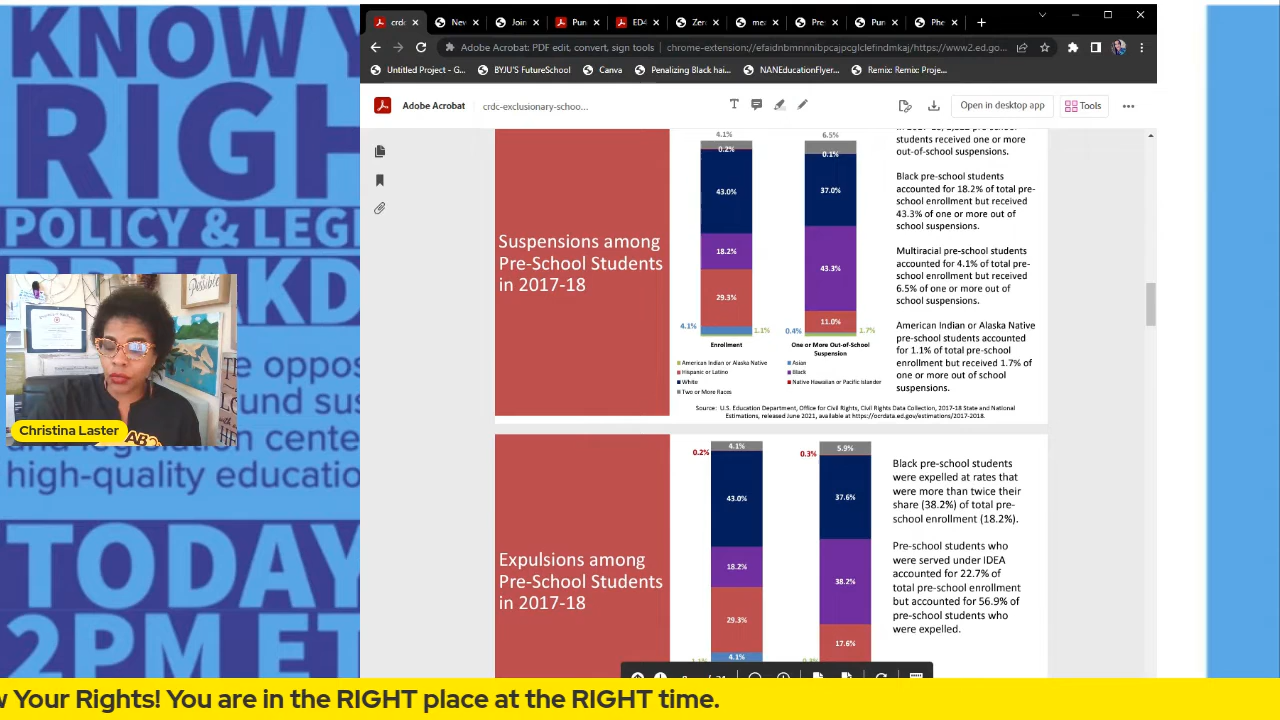 KNOW Y
RIGH
POLICY & LEGI
BREAKD
e oppos
und sus
and legislation cente
high-quality education
TODAY
2PM ET
Possible
Christina Laster
crdc
New
Join
Pun
ED4
Zero
mea
Pre-
Pun
Phe
Adobe Acrobat: PDF edit, convert, sign tools
chrome-extension://efaidnbmnnnibpcajpcglclefindmkaj/https://www2.ed.go...
Untitled Project - G...
BYJU'S FutureSchool
Canva
Penalizing Black hai...
NANEducationFlyer...
Remix: Remix Proje...
Adobe Acrobat
crdc-exclusionary-schoo...
Open in desktop app
Tools
Suspensions among
Pre-School Students
in 2017-18
4.1%
0.2%
43.0%
18.2%
29.3%
4.1%
1.1%
Enrollment
6.5%
0.1%
37.0%
43.3%
11.0%
0.4%
1.7%
One or More Out-of-School
Suspension
American Indian or Alaska Native
Asian
Hispanic or Latino
Black
White
Native Hawaiian or Pacific Islander
Two or More Races
students received one or more
out-of-school suspensions.
Black pre-school students
accounted for 18.2% of total pre-
school enrollment but received
43.3% of one or more out of
school suspensions.
Multiracial pre-school students
accounted for 4.1% of total pre-
school enrollment but received
6.5% of one or more out of
school suspensions.
American Indian or Alaska Native
pre-school students accounted
for 1.1% of total pre-school
enrollment but received 1.7% of
one or more out of school
suspensions.
Source: U.S. Education Department, Office for Civil Rights, Civil Rights Data Collection, 2017-18 State and National
Estimations, released June 2021, available at https://ocrdata.ed.gov/estimations/2017-2018.
Expulsions among
Pre-School Students
in 2017-18
4.1%
0.2%
43.0%
18.2%
29.3%
4.1%
5.9%
0.3%
37.6%
38.2%
17.6%
Black pre-school students
were expelled at rates that
were more than twice their
share (38.2%) of total pre-
school enrollment (18.2%).
Pre-school students who
were served under IDEA
accounted for 22.7% of
total pre-school enrollment
but accounted for 56.9% of
pre-school students who
were expelled.
w Your Rights! You are in the RIGHT place at the RIGHT time.